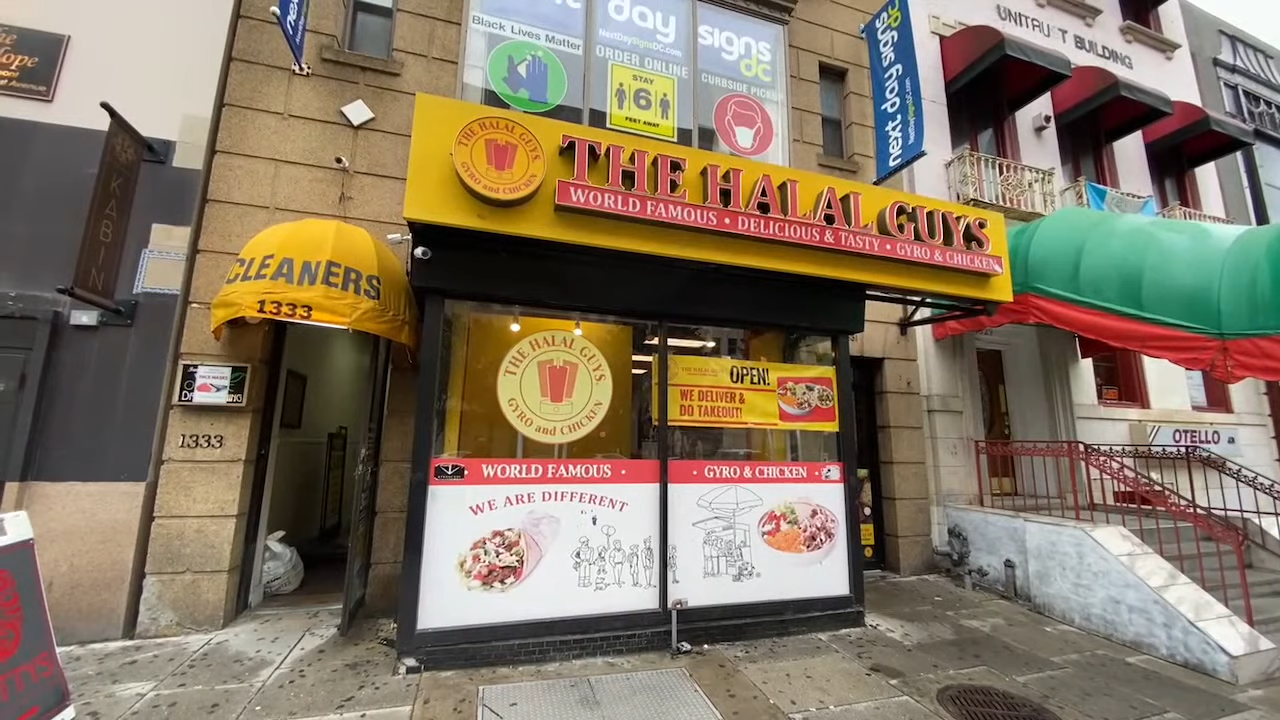 Hope
KABIN
CLEANERS
1333
FACE MASKS
1333
Black Lives Matter
day
NextDaySignsDC.com
ORDER ONLINE
STAY
6
FEET AWAY
signs
dc
CURBSIDE
next day signs
UNITRUST BUILDING
THE HALAL GUYS
GYRO and CHICKEN
THE HALAL GUYS
WORLD FAMOUS • DELICIOUS & TASTY • GYRO & CHICKEN
THE HALAL GUYS
GYRO and CHICKEN
OPEN!
WE DELIVER &
DO TAKEOUT!
WORLD FAMOUS •
• GYRO & CHICKEN •
WE ARE DIFFERENT
OTELLO